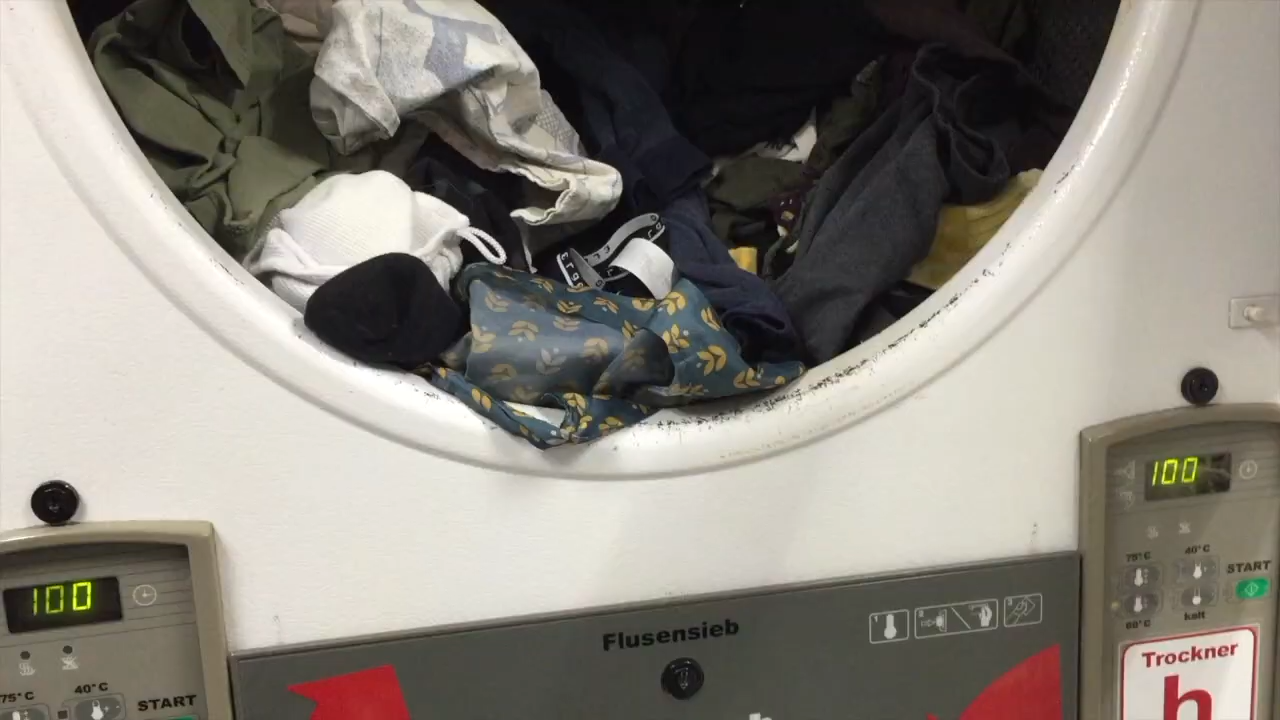 100
100
75°C
40°C
START
60°C
kalt
Flusensieb
Trockner
h
75°C
40°C
START